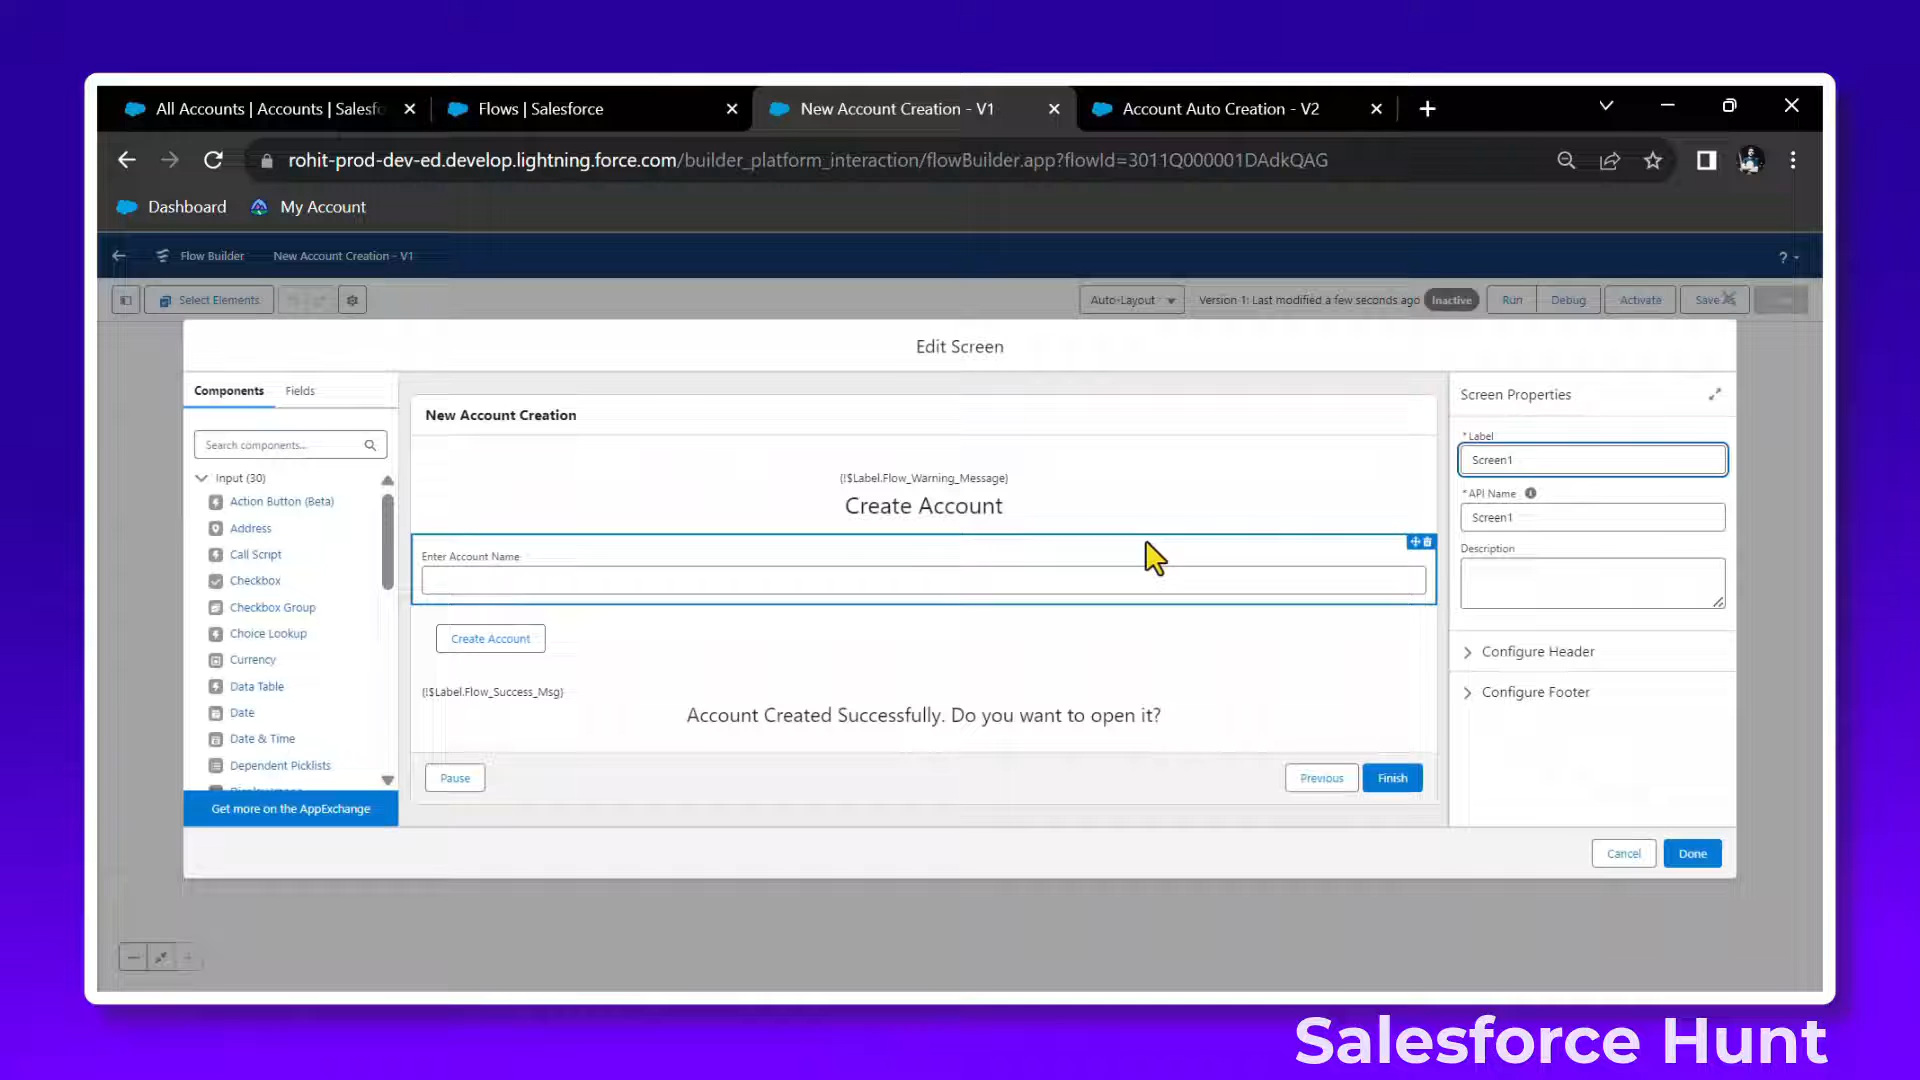 All Accounts | Accounts | Salesfo
Flows | Salesforce
New Account Creation - V1
Account Auto Creation - V2
rohit-prod-dev-ed.develop.lightning.force.com/builder_platform_interaction/flowBuilder.app?flowId=3011Q000001DAdkQAG
Dashboard
My Account
Flow Builder
New Account Creation - V1
?
Select Elements
Auto-Layout
Version 1: Last modified a few seconds ago
Inactive
Run
Debug
Activate
Save
Edit Screen
Components
Fields
Search components...
Input (30)
Action Button (Beta)
Address
Call Script
Checkbox
Checkbox Group
Choice Lookup
Currency
Data Table
Date
Date & Time
Dependent Picklists
Get more on the AppExchange
New Account Creation
{!$Label.Flow_Warning_Message}
Create Account
Enter Account Name
Create Account
{!$Label.Flow_Success_Msg}
Account Created Successfully. Do you want to open it?
Pause
Previous
Finish
Screen Properties
*Label
Screen1
*API Name
Screen1
Description
Configure Header
Configure Footer
Cancel
Done
Salesforce Hunt